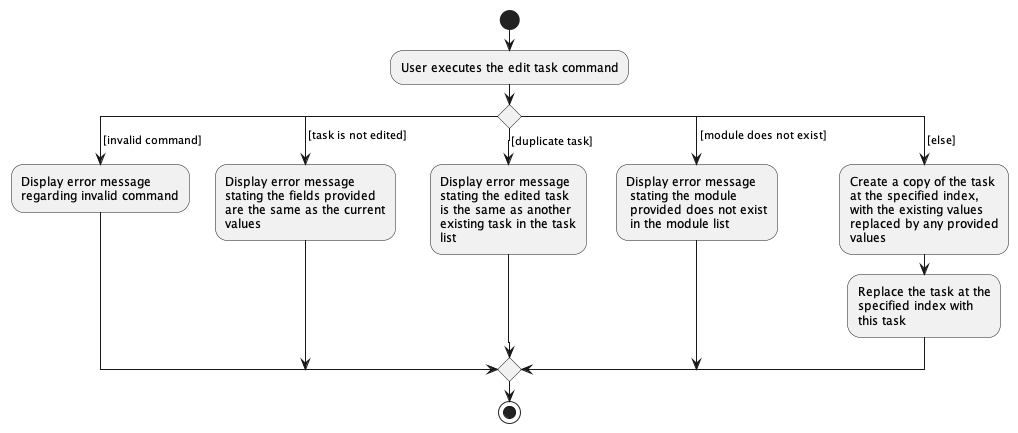 User executes the edit task command
[invalid command]
[task is not edited]
[duplicate task]
[module does not exist]
[else]
Display error message
regarding invalid command
Display error message
stating the fields provided
are the same as the current
values
Display error message
stating the edited task
is the same as another
existing task in the task
list
Display error message
stating the module
provided does not exist
in the module list
Create a copy of the task
at the specified index,
with the existing values
replaced by any provided
values
Replace the task at the
specified index with
this task